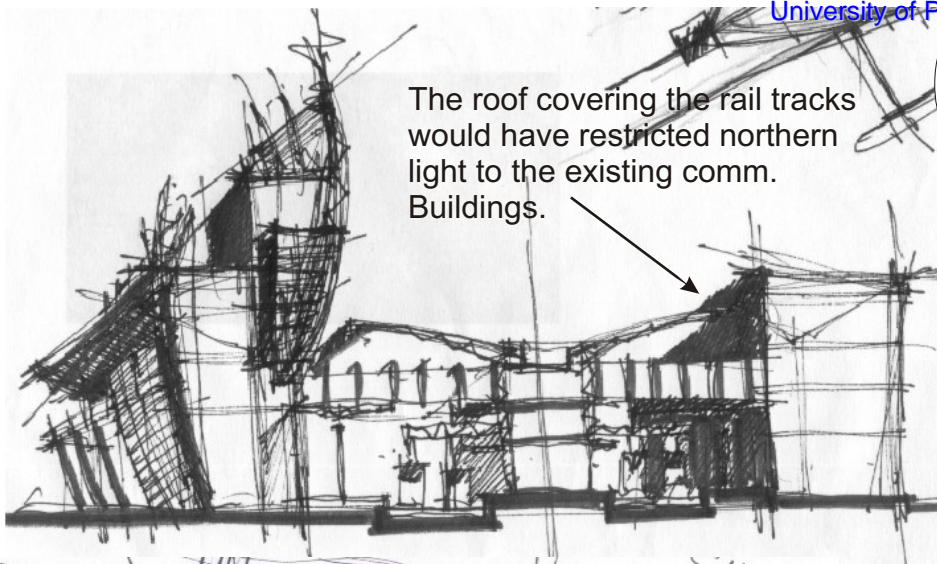 University of P
The roof covering the rail tracks
would have restricted northern
light to the existing comm.
Buildings.